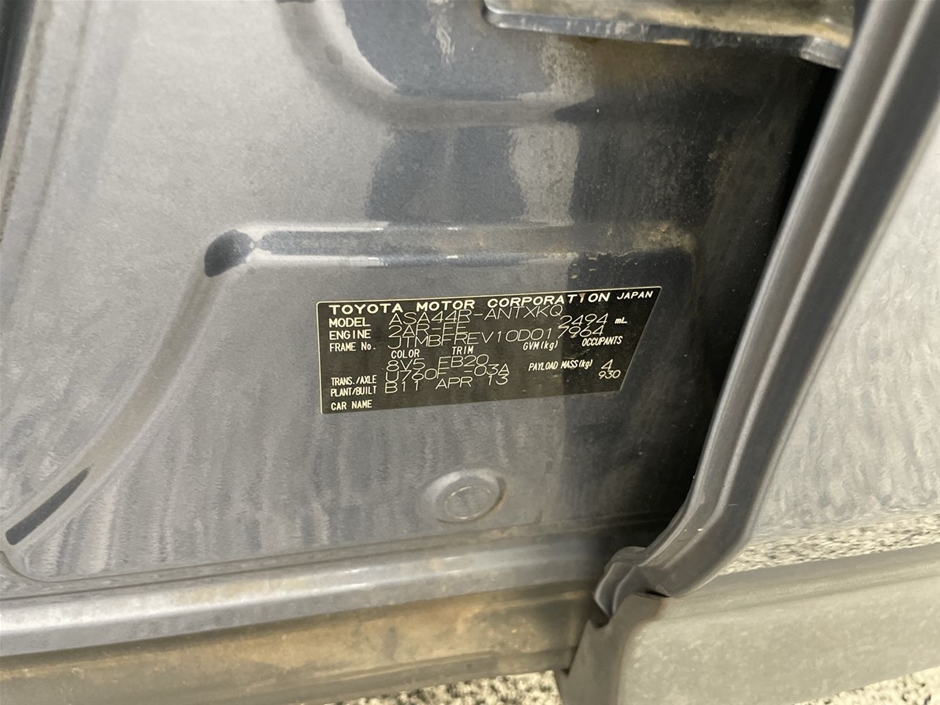 TOYOTA MOTOR CORPORATION JAPAN
MODEL ASA44R-ANTXKQ
ENGINE 2AR-FE 2494 mL
FRAME No. JTMBFREV10D017964
COLOR TRIM GVM(kg) OCCUPANTS
8V5 EB20 4
TRANS./AXLE U760E -03A PAYLOAD MASS(kg) 930
PLANT/BUILT B11 APR 13
CAR NAME